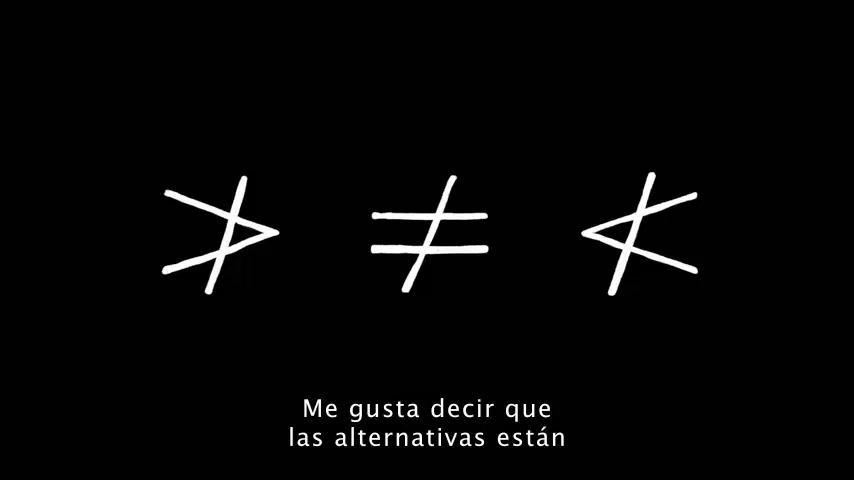 ≯ ≠ ≮
Me gusta decir que
las alternativas están